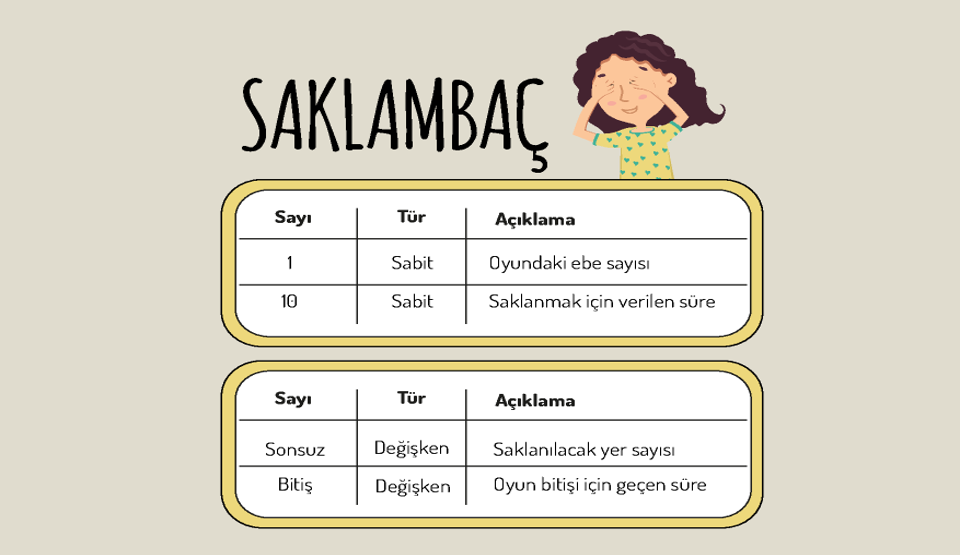 SAKLAMBAÇ
Sayı Tür Açıklama
1 Sabit Oyundaki ebe sayısı
10 Sabit Saklanmak için verilen süre
Sayı Tür Açıklama
Sonsuz Değişken Saklanılacak yer sayısı
Bitiş Değişken Oyun bitişi için geçen süre